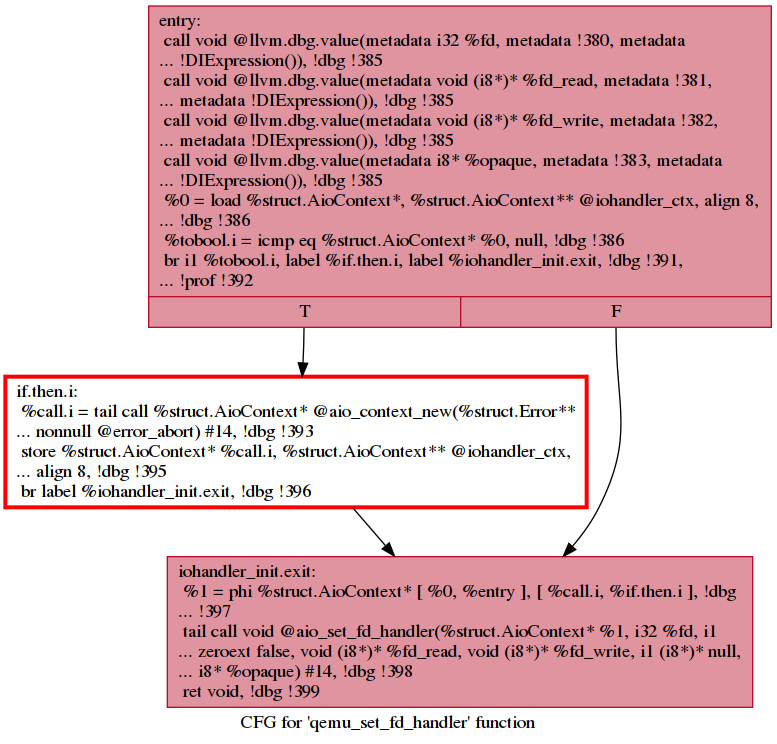 entry:
call void @llvm.dbg.value(metadata i32 %fd, metadata !380, metadata
... !DIExpression()), !dbg !385
call void @llvm.dbg.value(metadata void (i8*)* %fd_read, metadata !381,
... metadata !DIExpression()), !dbg !385
call void @llvm.dbg.value(metadata void (i8*)* %fd_write, metadata !382,
... metadata !DIExpression()), !dbg !385
call void @llvm.dbg.value(metadata i8* %opaque, metadata !383, metadata
... !DIExpression()), !dbg !385
%0 = load %struct.AioContext*, %struct.AioContext** @iohandler_ctx, align 8,
... !dbg !386
%tobool.i = icmp eq %struct.AioContext* %0, null, !dbg !386
br i1 %tobool.i, label %if.then.i, label %iohandler_init.exit, !dbg !391,
... !prof !392
T
F
if.then.i:
%call.i = tail call %struct.AioContext* @aio_context_new(%struct.Error**
... nonnull @error_abort) #14, !dbg !393
store %struct.AioContext* %call.i, %struct.AioContext** @iohandler_ctx,
... align 8, !dbg !395
br label %iohandler_init.exit, !dbg !396
iohandler_init.exit:
%1 = phi %struct.AioContext* [ %0, %entry ], [ %call.i, %if.then.i ], !dbg
... !397
tail call void @aio_set_fd_handler(%struct.AioContext* %1, i32 %fd, i1
... zeroext false, void (i8*)* %fd_read, void (i8*)* %fd_write, i1 (i8*)* null,
... i8* %opaque) #14, !dbg !398
ret void, !dbg !399
CFG for 'qemu_set_fd_handler' function